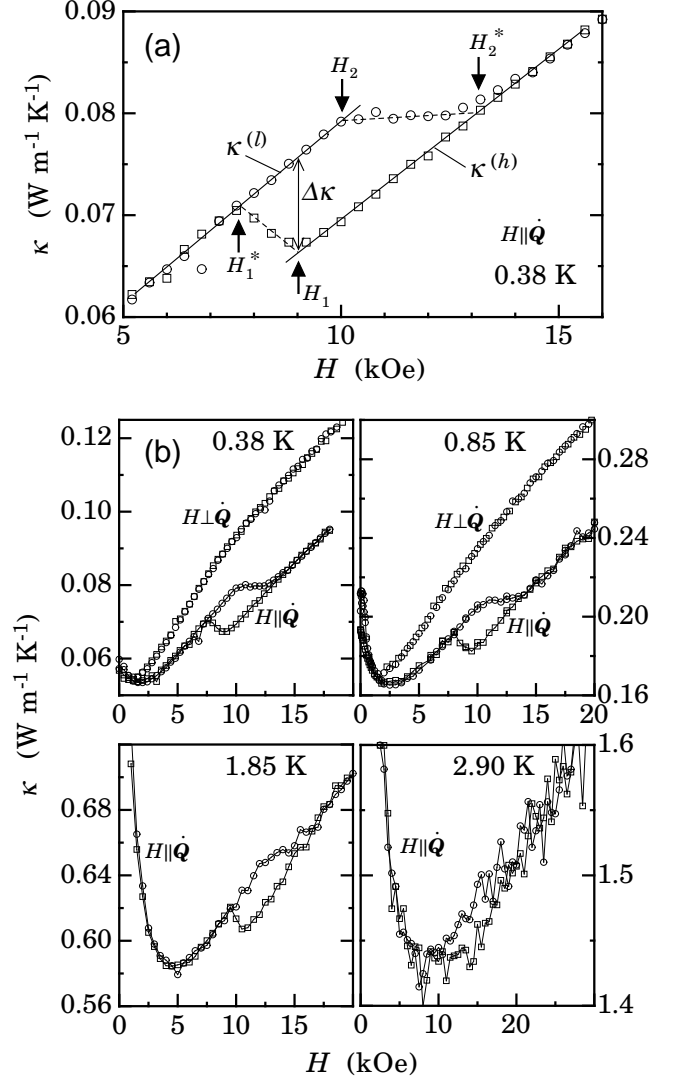 (a)
κ (W m⁻¹ K⁻¹)
0.09
0.08
0.07
0.06
H₂
H₂*
κ⁽ˡ⁾
κ⁽ʰ⁾
Δκ
H₁*
H₁
H∥Q̇
0.38 K
5 10 15
H (kOe)
(b)
κ (W m⁻¹ K⁻¹)
0.38 K
0.12
0.10
0.08
0.06
H⊥Q̇
H∥Q̇
0 5 10 15
0.85 K
0.28
0.24
0.20
0.16
H⊥Q̇
H∥Q̇
0 5 10 15 20
1.85 K
0.68
0.64
0.60
0.56
H∥Q̇
0 5 10 15
2.90 K
1.6
1.5
1.4
H∥Q̇
0 10 20
H (kOe)